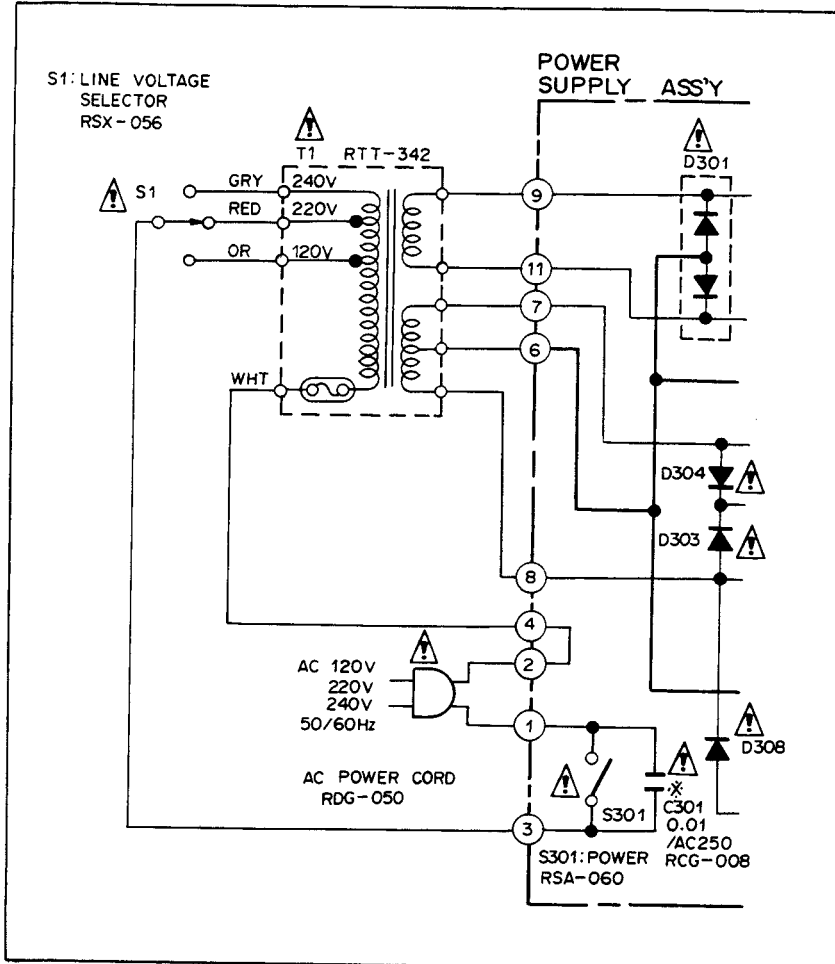 S1: LINE VOLTAGE
SELECTOR
RSX-056
POWER
SUPPLY ASS'Y
T1 RTT-342
D301
S1
GRY 240V
RED 220V
OR 120V
WHT
9
11
7
6
D304
D303
8
4
2
AC 120V
220V
240V
50/60Hz
1
D308
AC POWER CORD
RDG-050
S301
※
C301
0.01
/AC250
RCG-008
3
S301: POWER
RSA-060